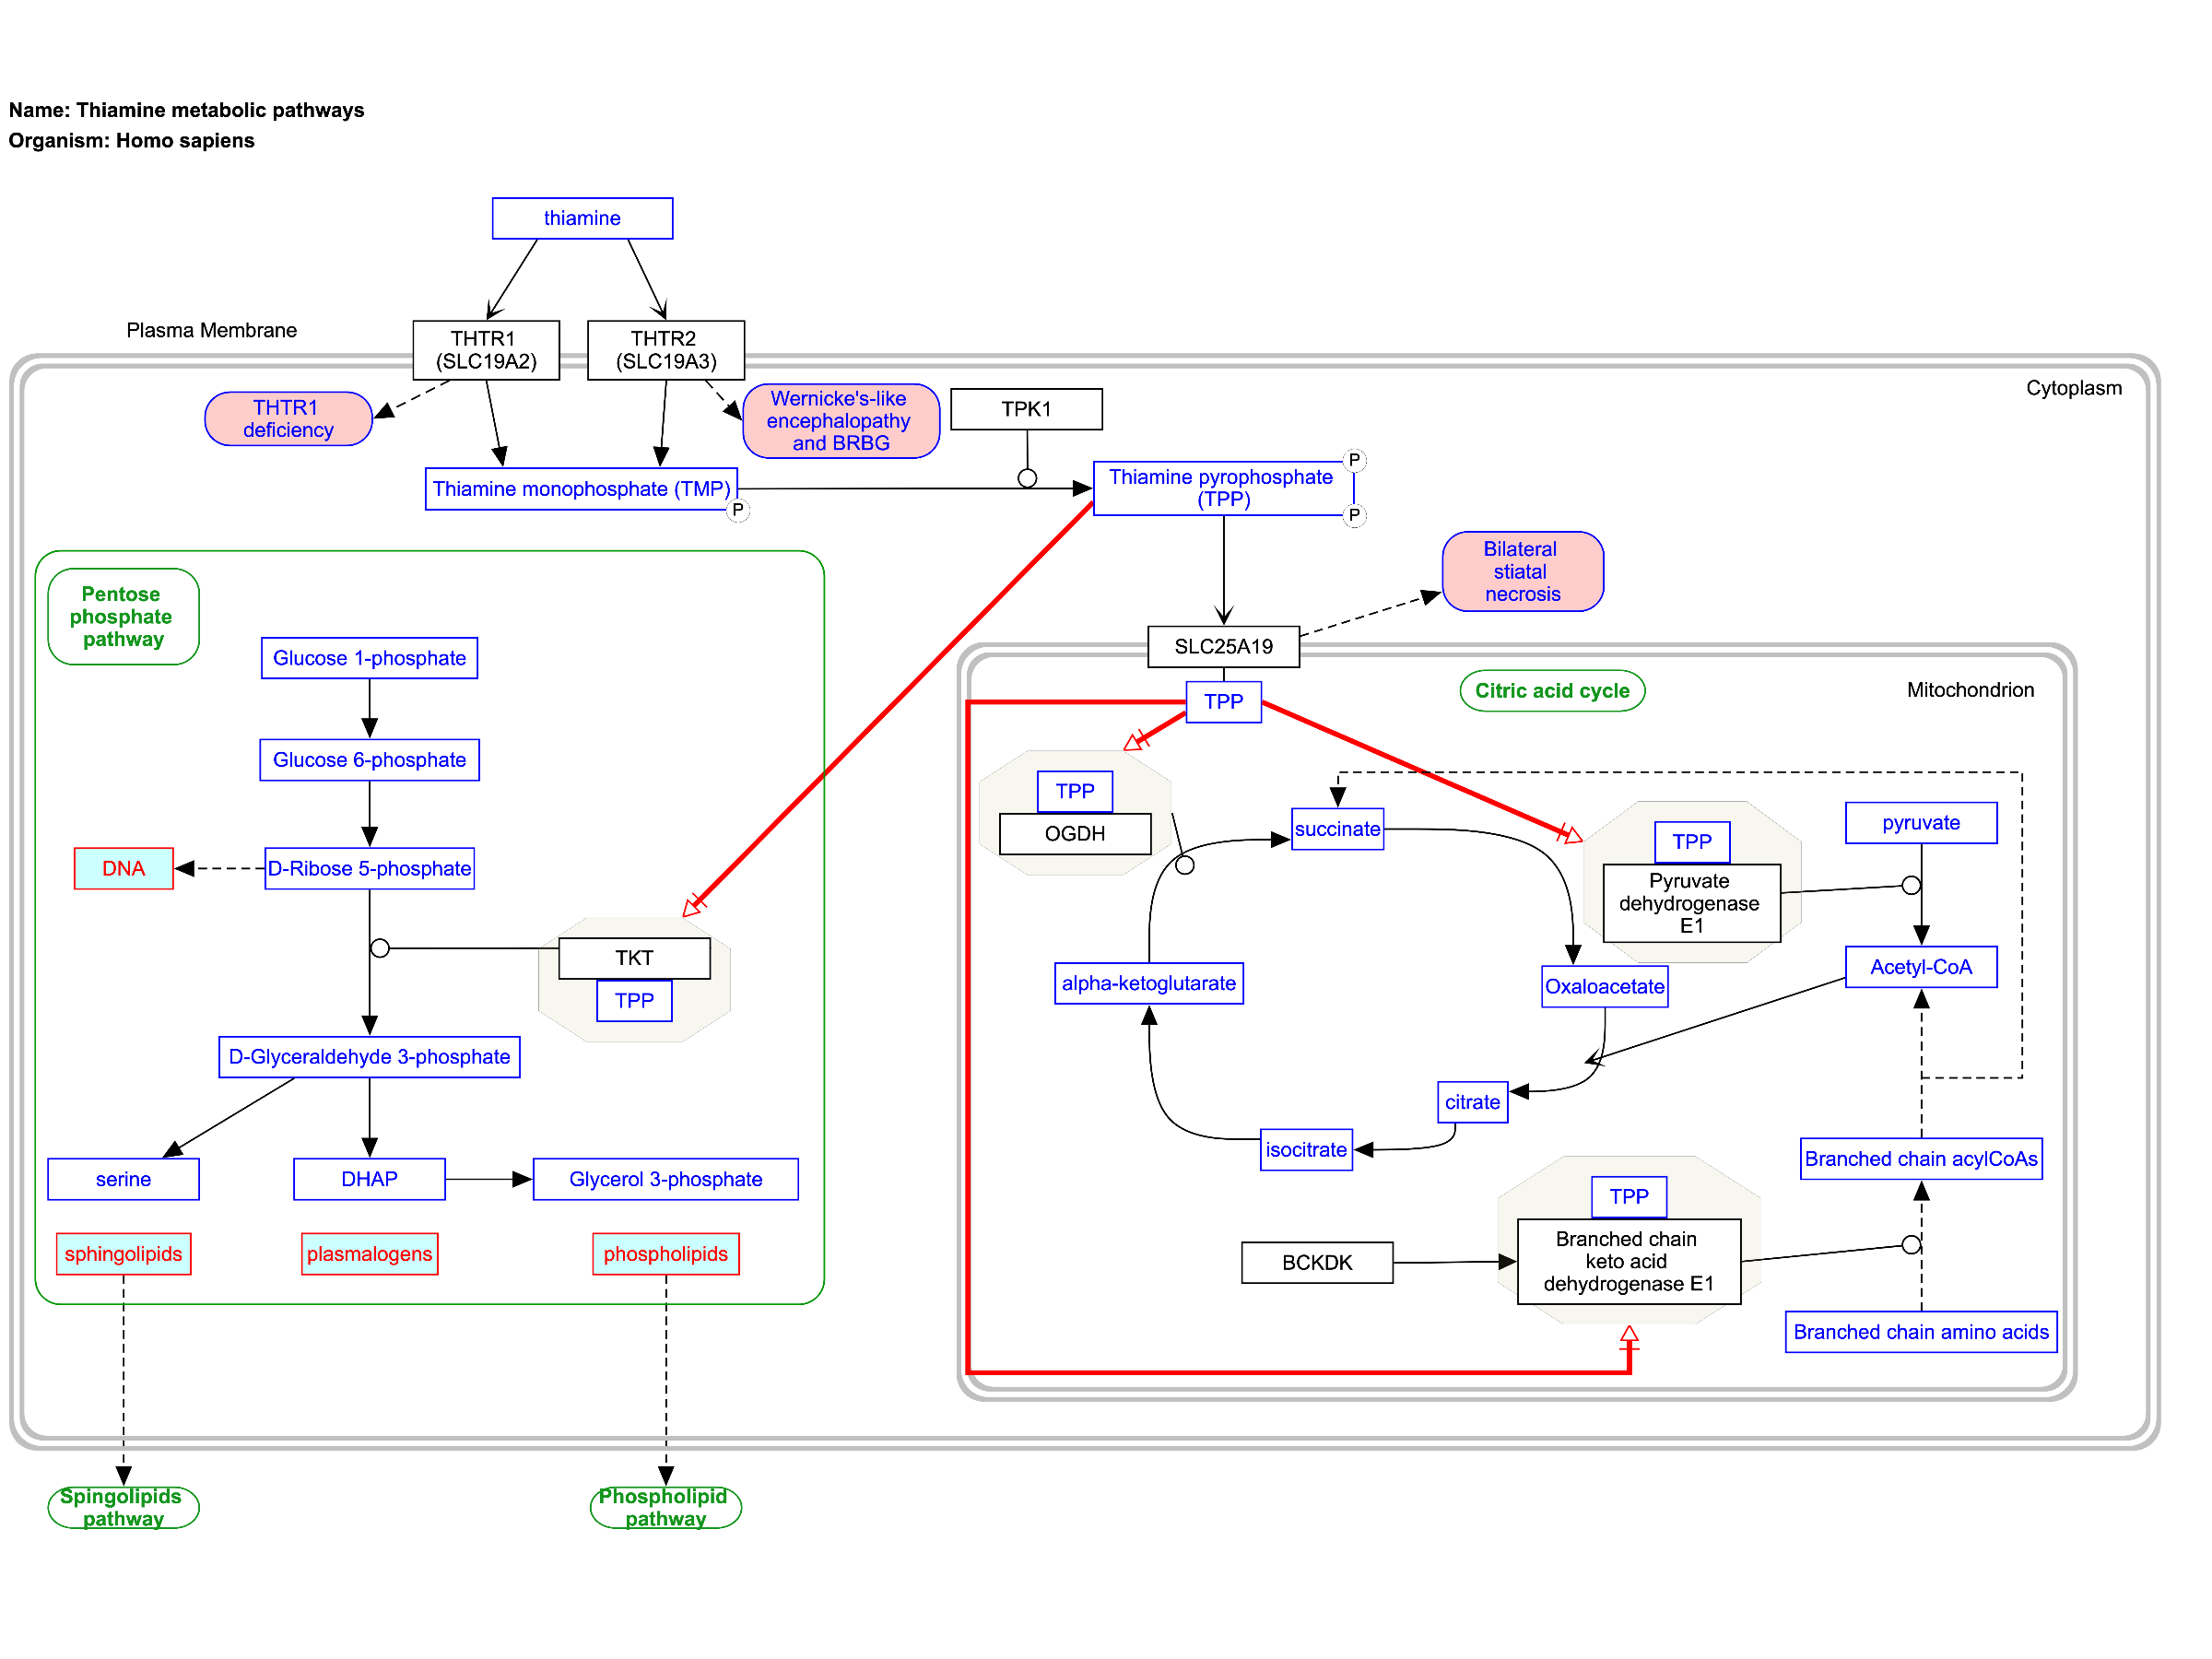 Name: Thiamine metabolic pathways
Organism: Homo sapiens
thiamine
Plasma Membrane
THTR1
(SLC19A2)
THTR2
(SLC19A3)
Cytoplasm
THTR1
deficiency
Wernicke's-like
encephalopathy
and BRBG
TPK1
Thiamine monophosphate (TMP)
P
Thiamine pyrophosphate
(TPP)
P
P
Bilateral
stiatal
necrosis
Pentose
phosphate
pathway
SLC25A19
Glucose 1-phosphate
TPP
Citric acid cycle
Mitochondrion
Glucose 6-phosphate
TPP
OGDH
succinate
TPP
Pyruvate
dehydrogenase
E1
pyruvate
DNA
D-Ribose 5-phosphate
TKT
TPP
alpha-ketoglutarate
Oxaloacetate
Acetyl-CoA
D-Glyceraldehyde 3-phosphate
citrate
isocitrate
Branched chain acylCoAs
serine
DHAP
Glycerol 3-phosphate
TPP
Branched chain
keto acid
dehydrogenase E1
BCKDK
sphingolipids
plasmalogens
phospholipids
Branched chain amino acids
Spingolipids
pathway
Phospholipid
pathway